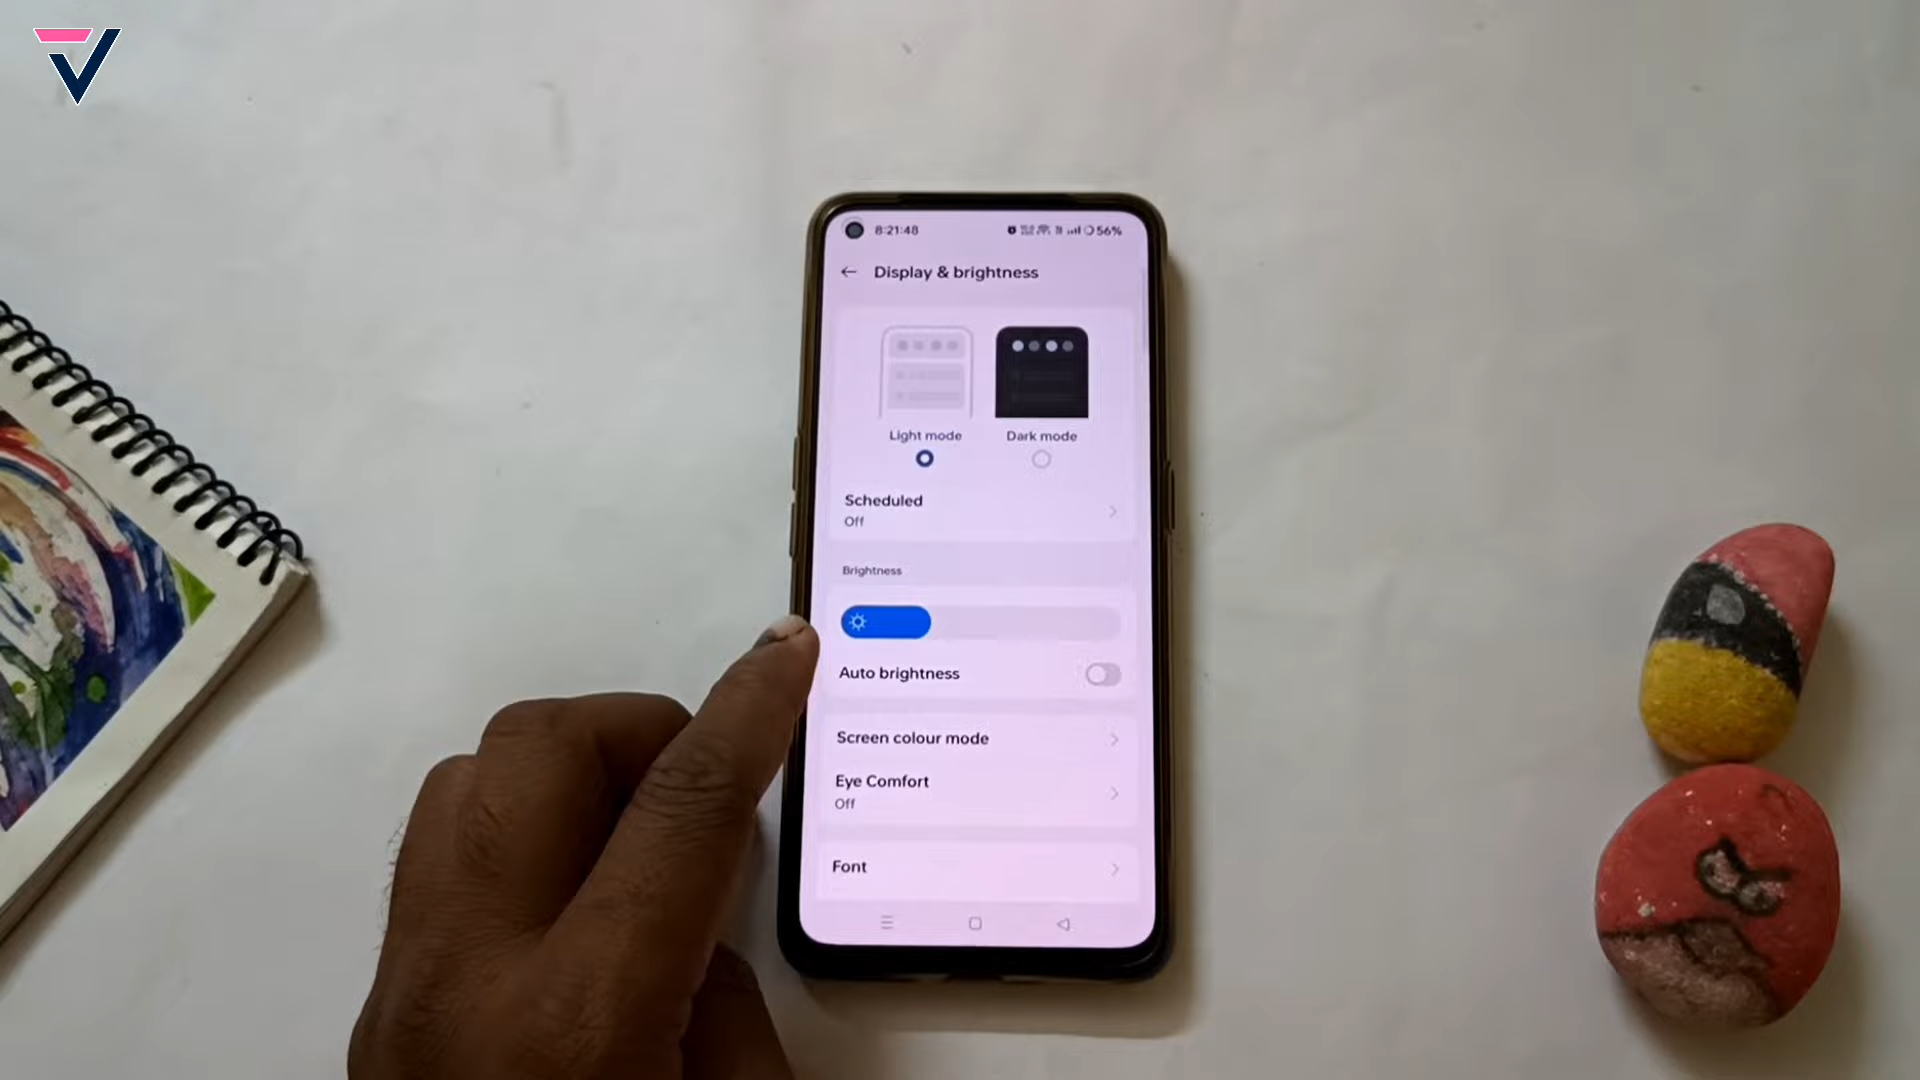 8:21:48
56%
Display & brightness
Light mode
Dark mode
Scheduled
Off
Brightness
Auto brightness
Screen colour mode
Eye Comfort
Off
Font